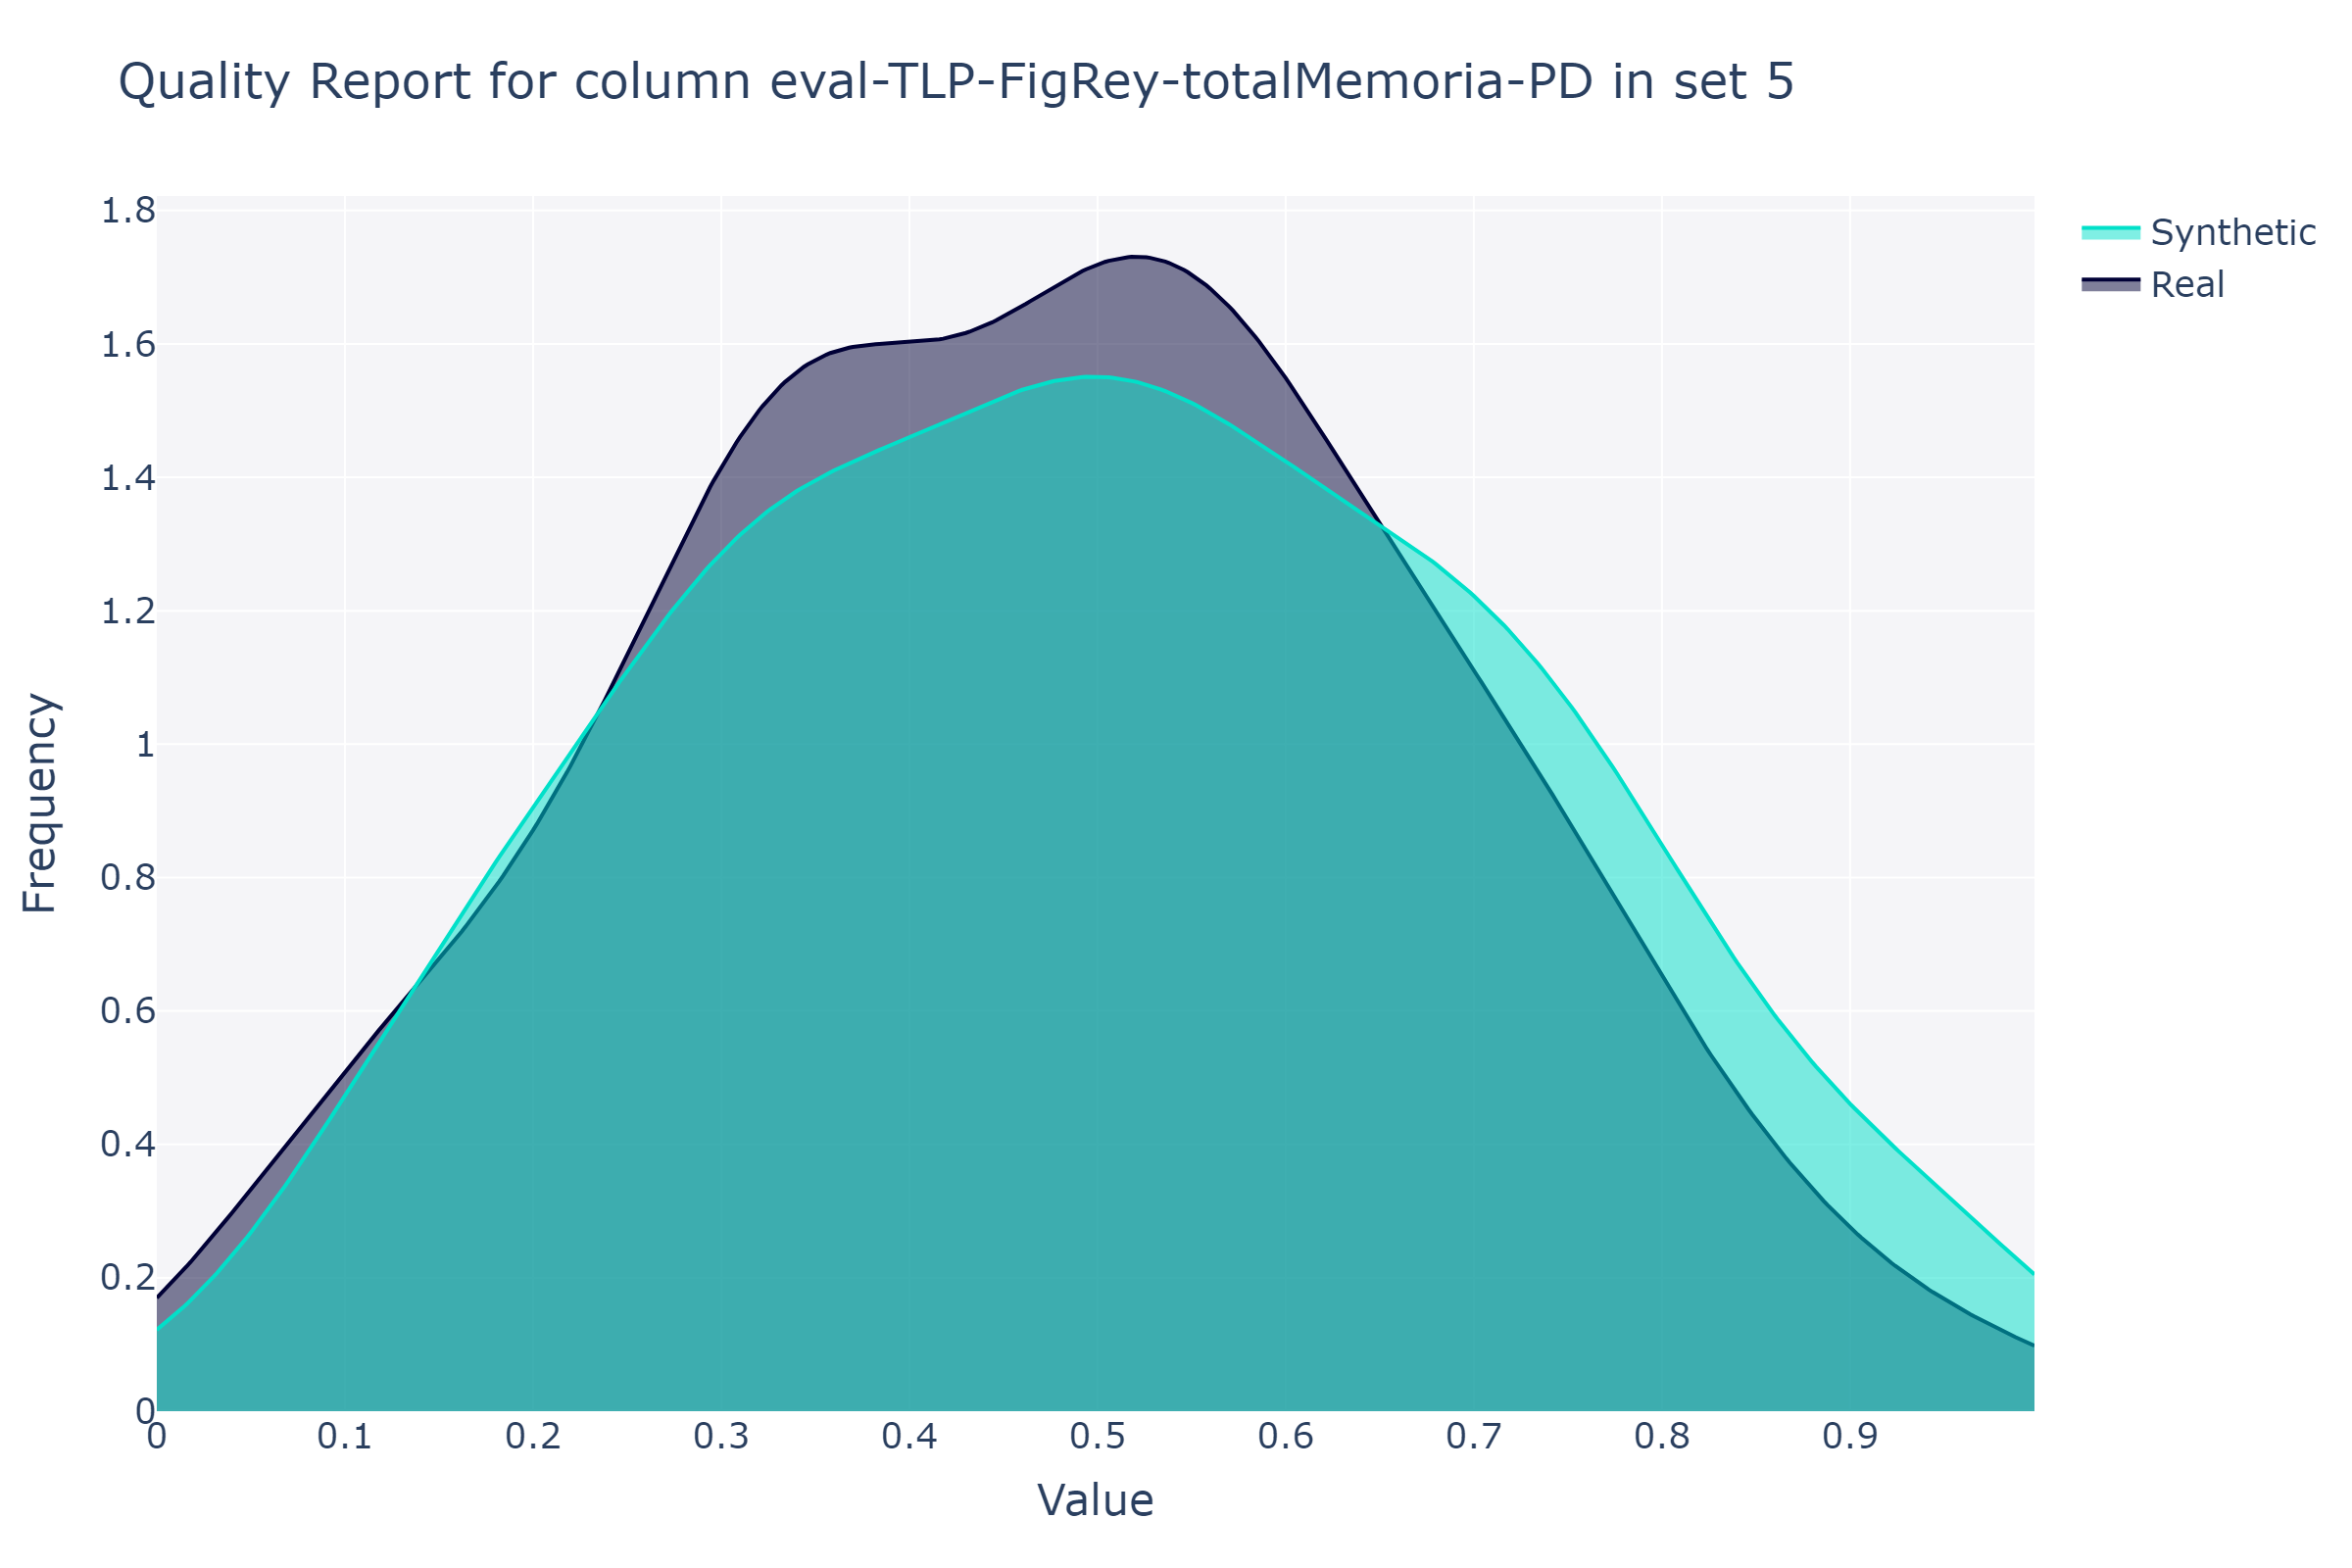 Quality Report for column eval-TLP-FigRey-totalMemoria-PD in set 5
Synthetic
Real
Frequency
1.8
1.6
1.4
1.2
1
0.8
0.6
0.4
0.2
0
0 0.1 0.2 0.3 0.4 0.5 0.6 0.7 0.8 0.9
Value